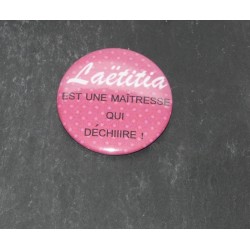 Laëtitia
EST UNE MAÎTRESSE
QUI
DÉCHIIIRE !